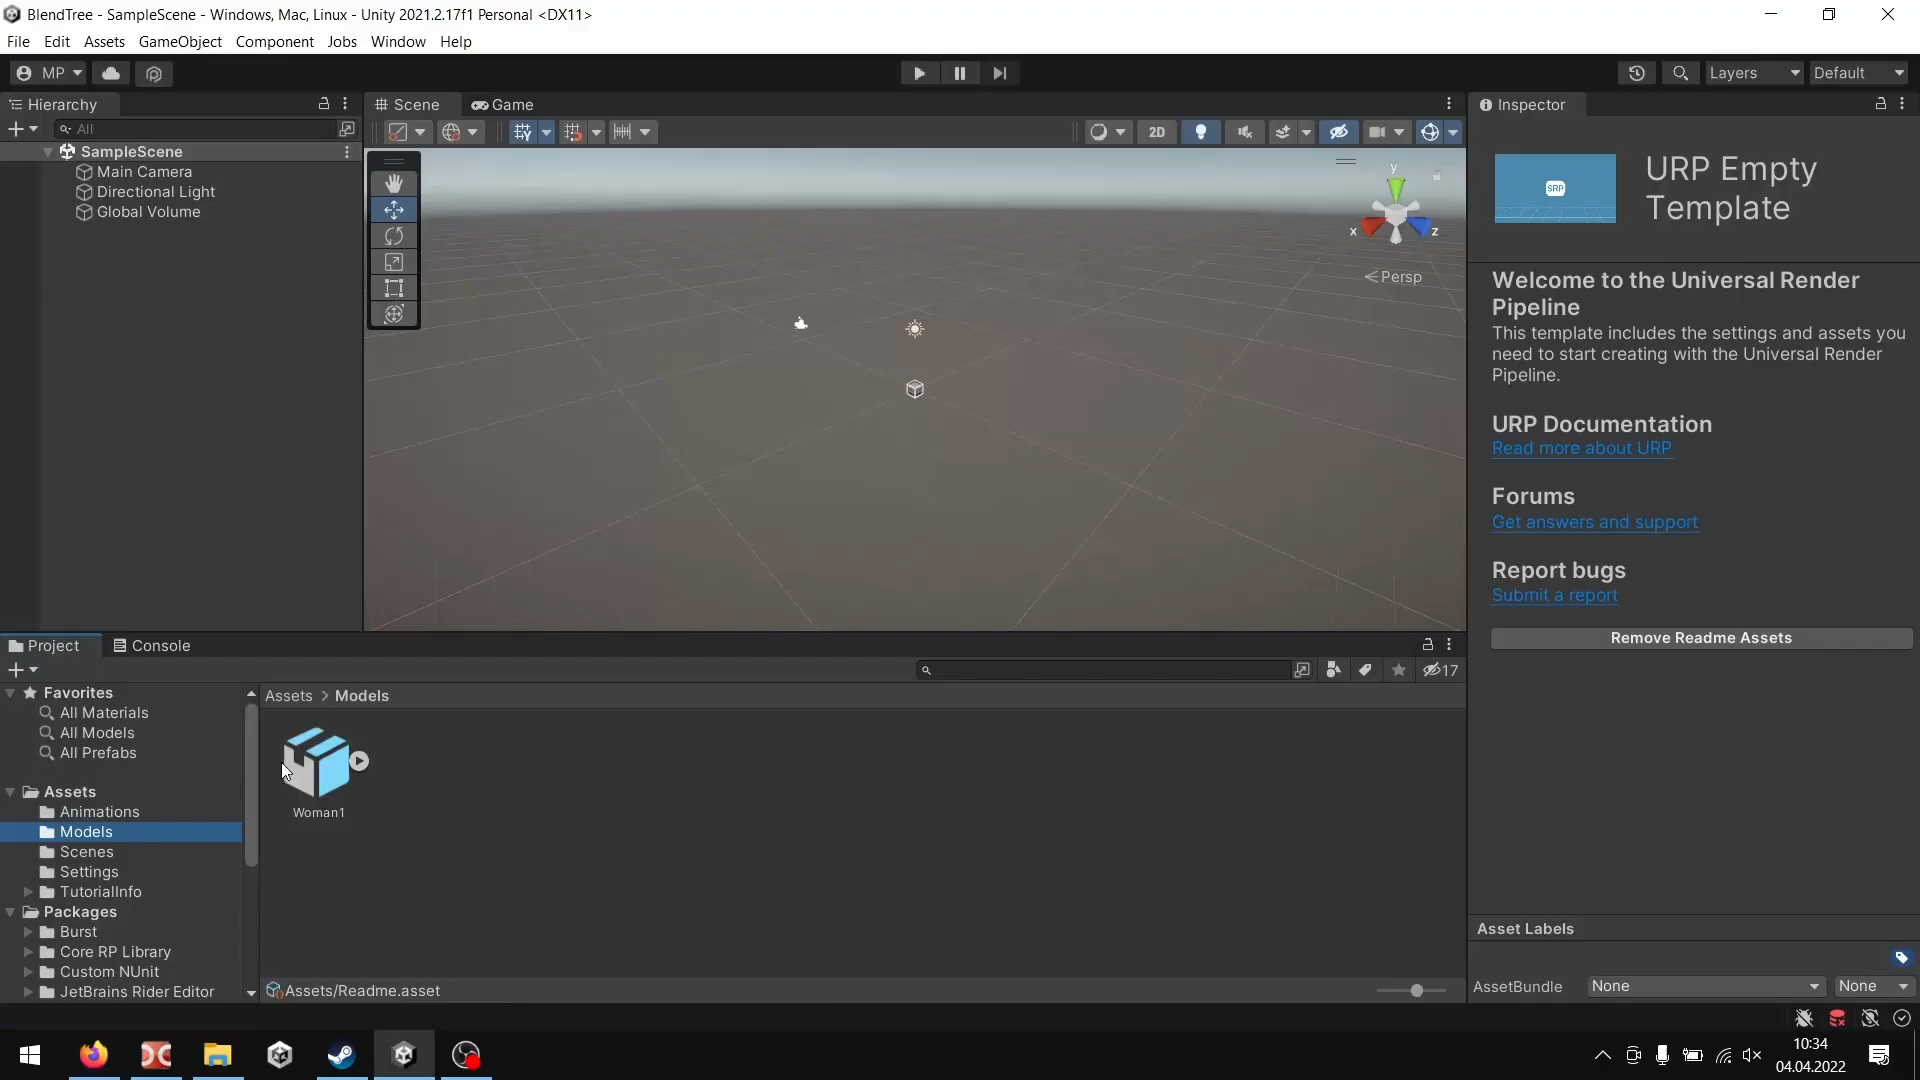 BlendTree - SampleScene - Windows, Mac, Linux - Unity 2021.2.17f1 Personal <DX11>
File Edit Assets GameObject Component Jobs Window Help
MP Layers Default
Hierarchy
All
SampleScene
Main Camera
Directional Light
Global Volume
Scene Game
2D
y
x z
Persp
Inspector
SRP
URP Empty
Template
Welcome to the Universal Render
Pipeline
This template includes the settings and assets you
need to start creating with the Universal Render
Pipeline.
URP Documentation
Read more about URP
Forums
Get answers and support
Report bugs
Submit a report
Remove Readme Assets
Project Console
17
Favorites
All Materials
All Models
All Prefabs
Assets
Animations
Models
Scenes
Settings
TutorialInfo
Packages
Burst
Core RP Library
Custom NUnit
JetBrains Rider Editor
Assets > Models
Woman1
Assets/Readme.asset
Asset Labels
AssetBundle None None
10:34
04.04.2022